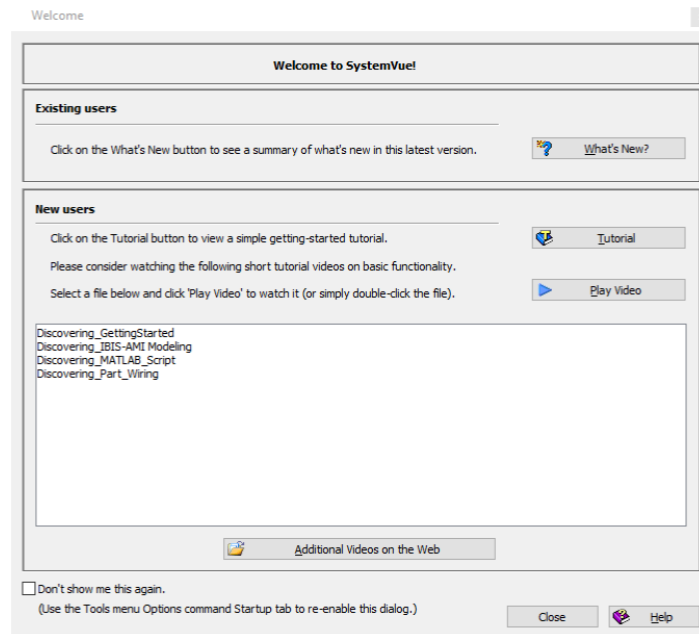 Welcome
Welcome to SystemVue!
Existing users
Click on the What's New button to see a summary of what's new in this latest version.
What's New?
New users
Click on the Tutorial button to view a simple getting-started tutorial.
Tutorial
Please consider watching the following short tutorial videos on basic functionality.
Select a file below and click 'Play Video' to watch it (or simply double-click the file).
Play Video
Discovering_GettingStarted
Discovering_IBIS-AMI Modeling
Discovering_MATLAB_Script
Discovering_Part_Wiring
Additional Videos on the Web
Don't show me this again.
(Use the Tools menu Options command Startup tab to re-enable this dialog.)
Close
Help